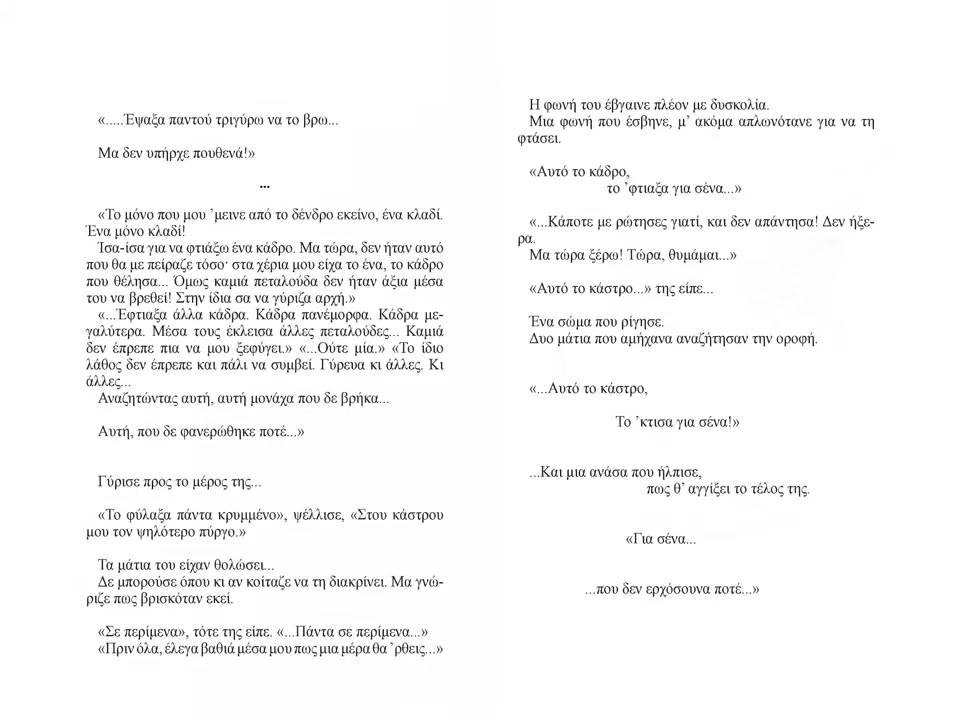 «.....Έψαξα παντού τριγύρω να το βρω...
Μα δεν υπήρχε πουθενά!»
...
«Το μόνο που μου ’μεινε από το δένδρο εκείνο, ένα κλαδί.
Ένα μόνο κλαδί!
Ίσα-ίσα για να φτιάξω ένα κάδρο. Μα τώρα, δεν ήταν αυτό
που θα με πείραζε τόσο· στα χέρια μου είχα το ένα, το κάδρο
που θέλησα... Όμως καμιά πεταλούδα δεν ήταν άξια μέσα
του να βρεθεί! Στην ίδια σα να γύριζα αρχή.»
«...Έφτιαξα άλλα κάδρα. Κάδρα πανέμορφα. Κάδρα με-
γαλύτερα. Μέσα τους έκλεισα άλλες πεταλούδες... Καμιά
δεν έπρεπε πια να μου ξεφύγει.» «...Ούτε μία.» «Το ίδιο
λάθος δεν έπρεπε και πάλι να συμβεί. Γύρευα κι άλλες. Κι
άλλες...
Αναζητώντας αυτή, αυτή μονάχα που δε βρήκα...
Αυτή, που δε φανερώθηκε ποτέ...»
Γύρισε προς το μέρος της...
«Το φύλαξα πάντα κρυμμένο», ψέλλισε, «Στου κάστρου
μου τον ψηλότερο πύργο.»
Τα μάτια του είχαν θολώσει...
Δε μπορούσε όπου κι αν κοίταζε να τη διακρίνει. Μα γνώ-
ριζε πως βρισκόταν εκεί.
«Σε περίμενα», τότε της είπε. «...Πάντα σε περίμενα...»
«Πριν όλα, έλεγα βαθιά μέσα μου πως μια μέρα θα ’ρθεις...»
Η φωνή του έβγαινε πλέον με δυσκολία.
Μια φωνή που έσβηνε, μ’ ακόμα απλωνότανε για να τη
φτάσει.
«Αυτό το κάδρο,
το ’φτιαξα για σένα...»
«...Κάποτε με ρώτησες γιατί, και δεν απάντησα! Δεν ήξε-
ρα.
Μα τώρα ξέρω! Τώρα, θυμάμαι...»
«Αυτό το κάστρο...» της είπε...
Ένα σώμα που ρίγησε.
Δυο μάτια που αμήχανα αναζήτησαν την οροφή.
«...Αυτό το κάστρο,
Το ’κτισα για σένα!»
...Και μια ανάσα που ήλπισε,
πως θ’ αγγίξει το τέλος της.
«Για σένα...
...που δεν ερχόσουνα ποτέ...»